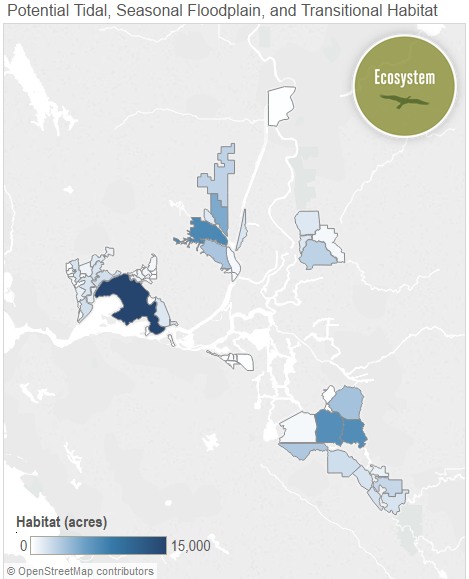 Potential Tidal, Seasonal Floodplain, and Transitional Habitat
Ecosystem
Habitat (acres)
0 15,000
© OpenStreetMap contributors